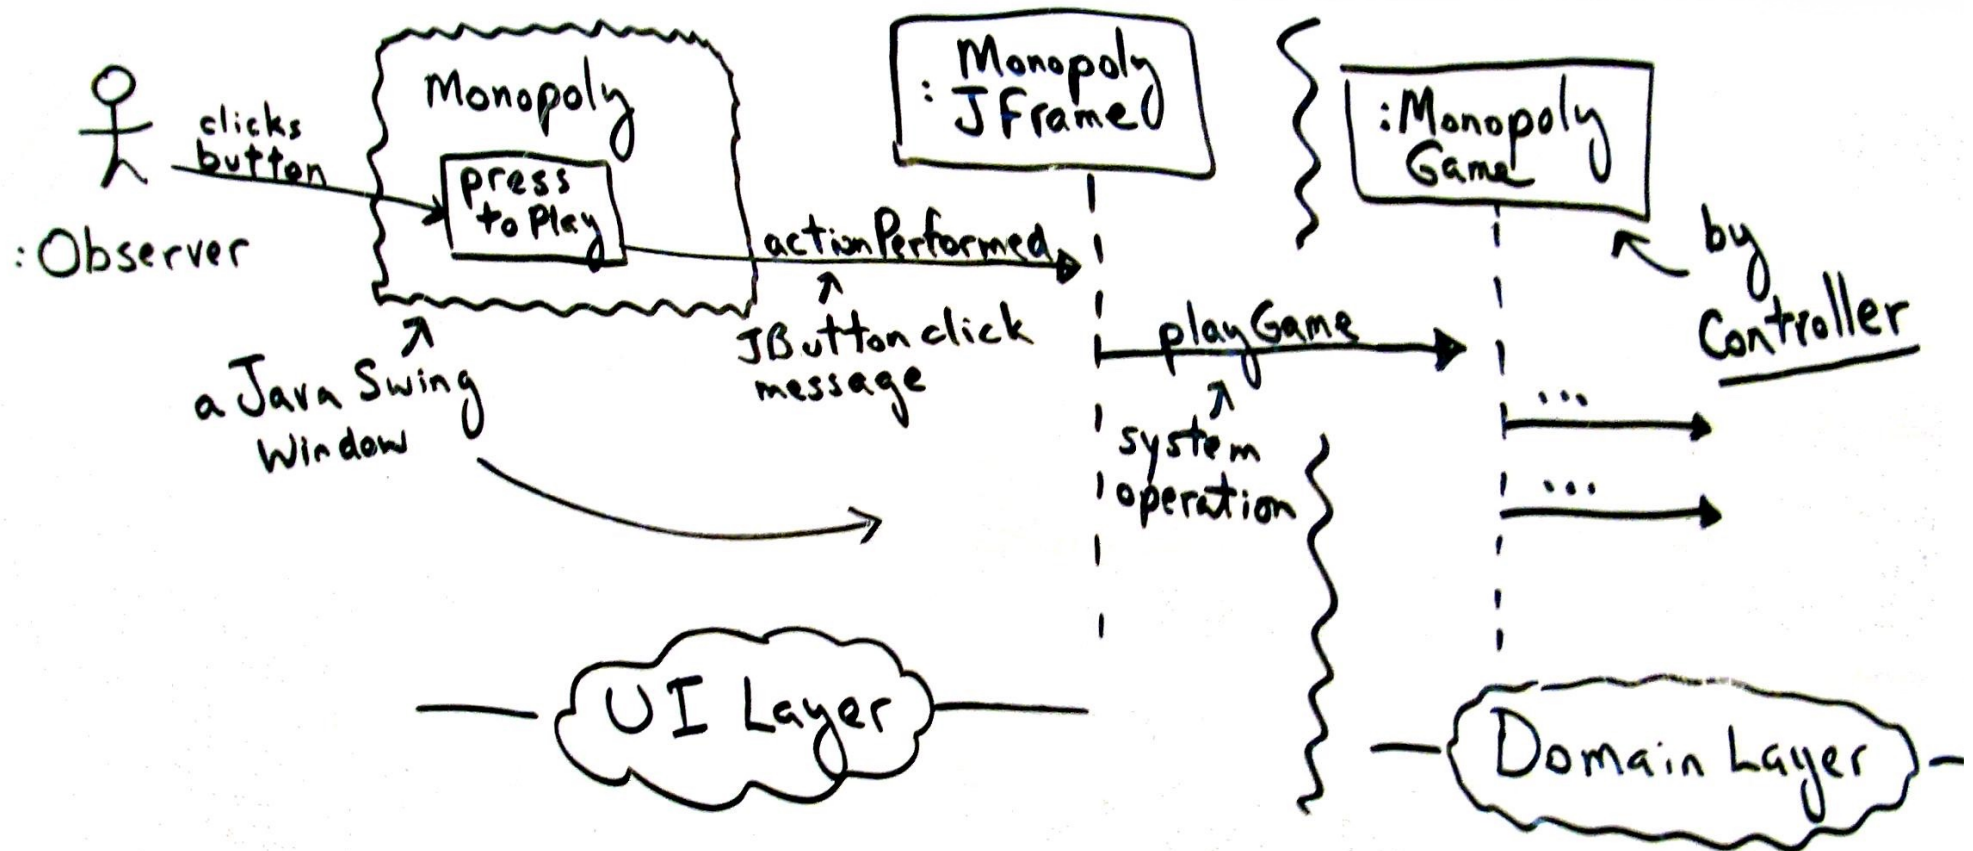 clicks
button
:Observer
Monopoly
press
to Play
actionPerformed
JButton click
message
a Java Swing
Window
: Monopoly
JFrame
playGame
system
operation
:Monopoly
Game
by
Controller
...
...
UI Layer
Domain Layer